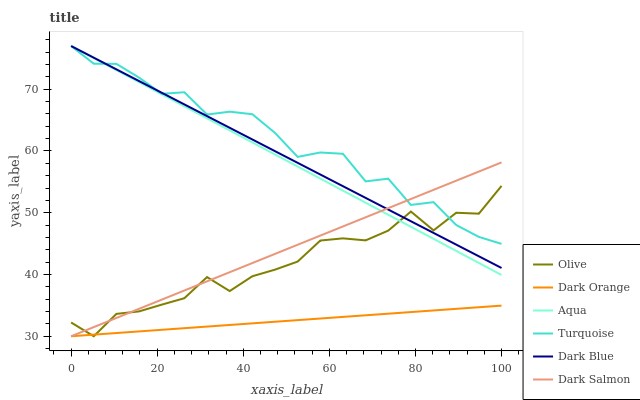 title
yaxis_label
70
60
50
40
30
0
20
40
60
80
100
xaxis_label
Olive
Dark Orange
Aqua
Turquoise
Dark Blue
Dark Salmon